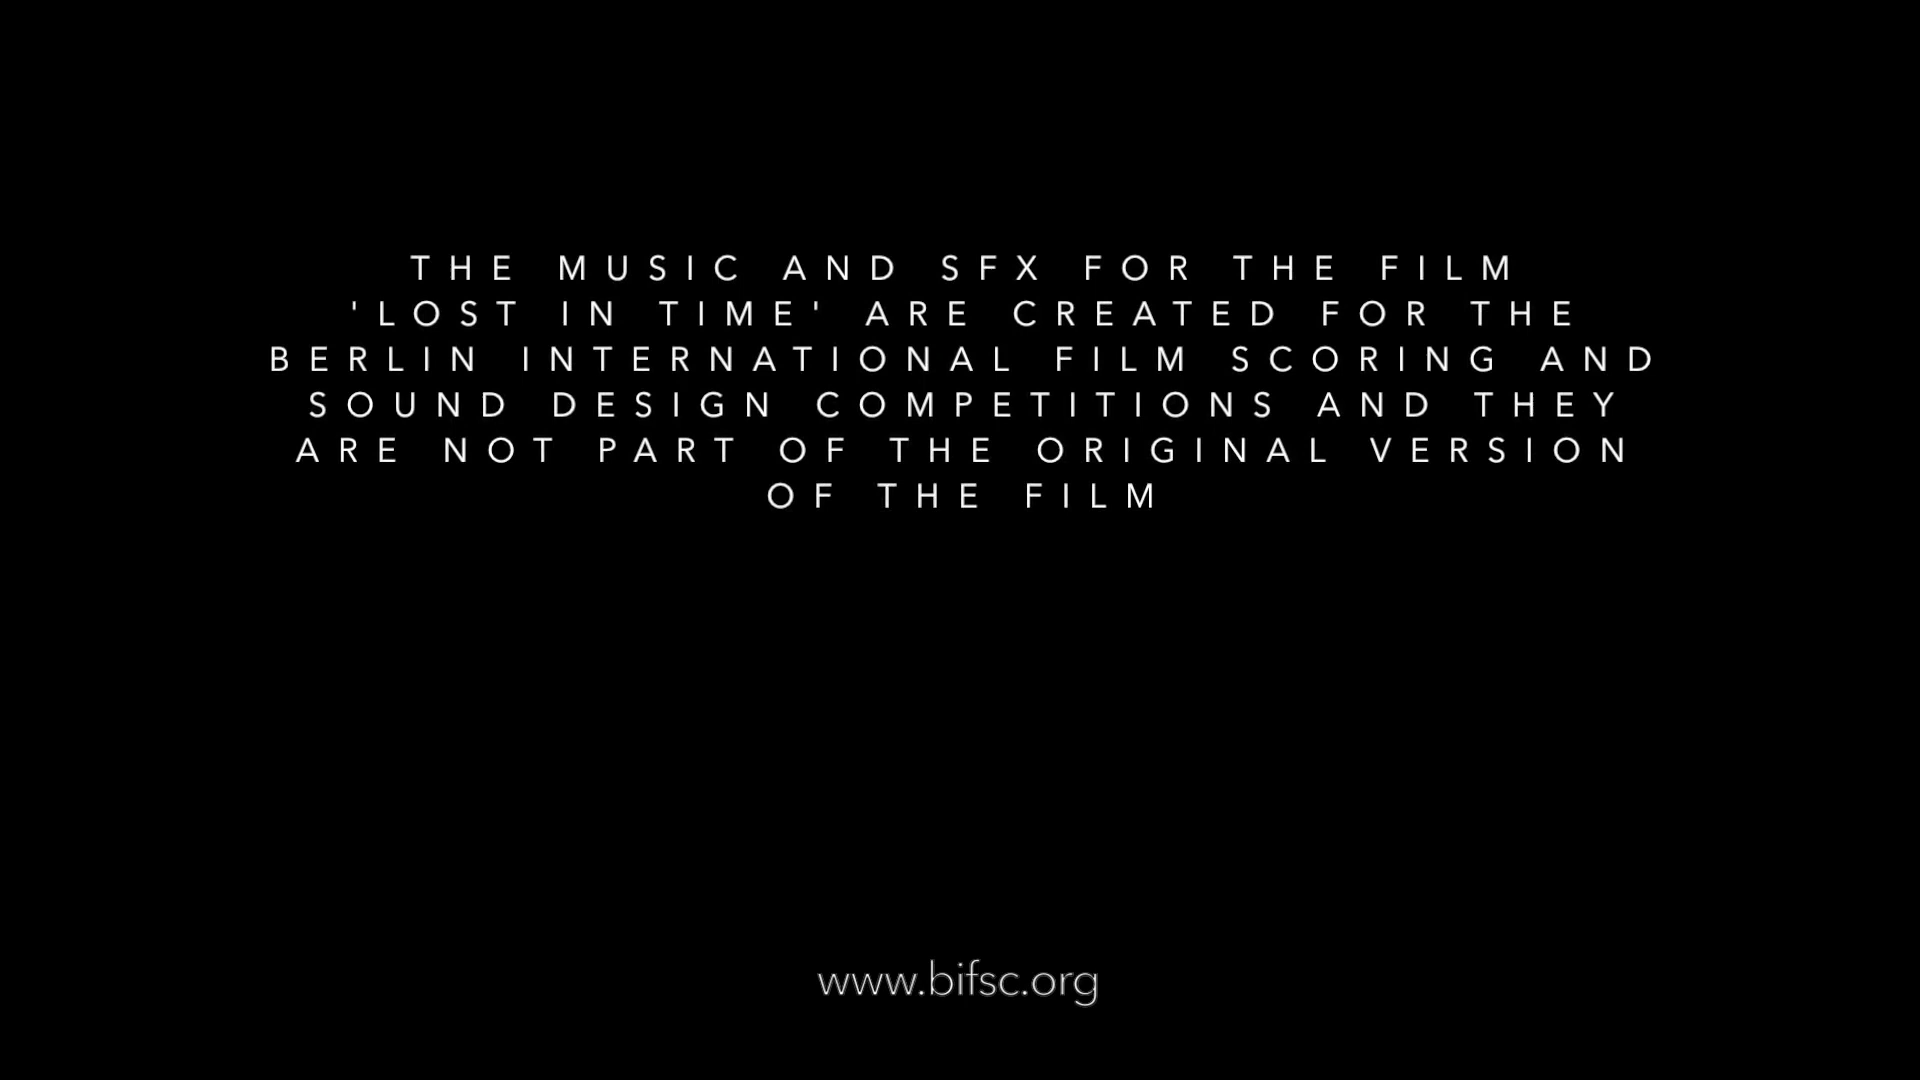 THE MUSIC AND SFX FOR THE FILM
'LOST IN TIME' ARE CREATED FOR THE
BERLIN INTERNATIONAL FILM SCORING AND
SOUND DESIGN COMPETITIONS AND THEY
ARE NOT PART OF THE ORIGINAL VERSION
OF THE FILM
www.bifsc.org